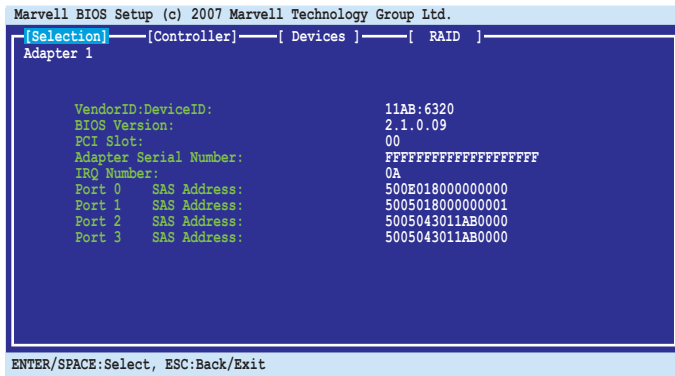 Marvell BIOS Setup (c) 2007 Marvell Technology Group Ltd.
[Selection] [Controller] [ Devices ] [ RAID ]
Adapter 1
VendorID:DeviceID: 11AB:6320
BIOS Version: 2.1.0.09
PCI Slot: 00
Adapter Serial Number: FFFFFFFFFFFFFFFFFFFF
IRQ Number: 0A
Port 0 SAS Address: 500E018000000000
Port 1 SAS Address: 5005018000000001
Port 2 SAS Address: 5005043011AB0000
Port 3 SAS Address: 5005043011AB0000
ENTER/SPACE:Select, ESC:Back/Exit